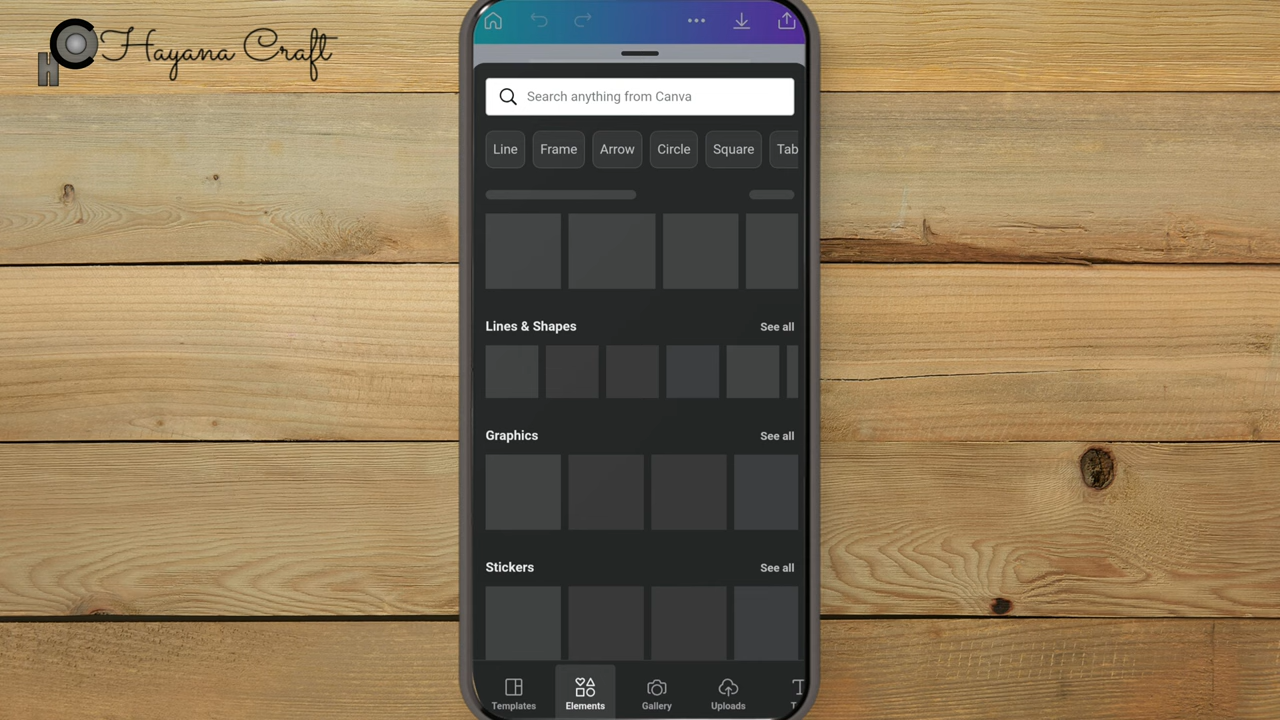 Hayana Craft
H
Search anything from Canva
Line Frame Arrow Circle Square Tab
Lines & Shapes See all
Graphics See all
Stickers See all
Templates Elements Gallery Uploads T